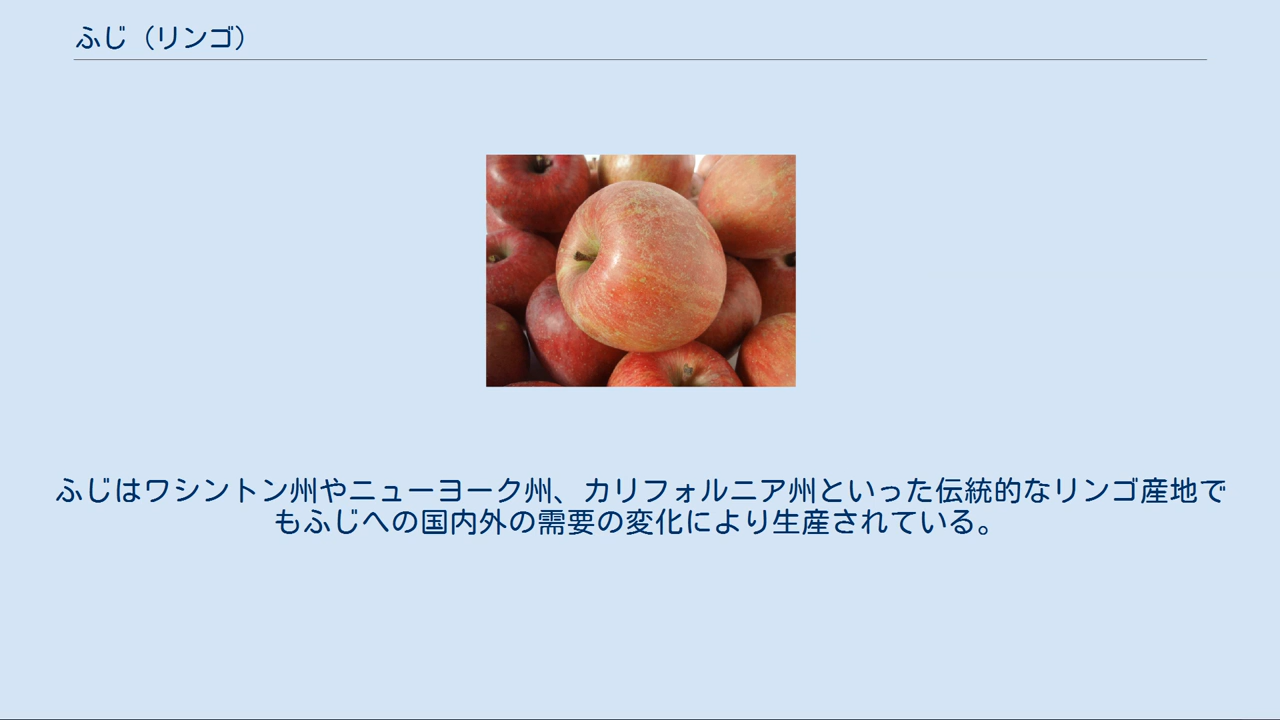 ふじ（リンゴ）
ふじはワシントン州やニューヨーク州、カリフォルニア州といった伝統的なリンゴ産地で
もふじへの国内外の需要の変化により生産されている。